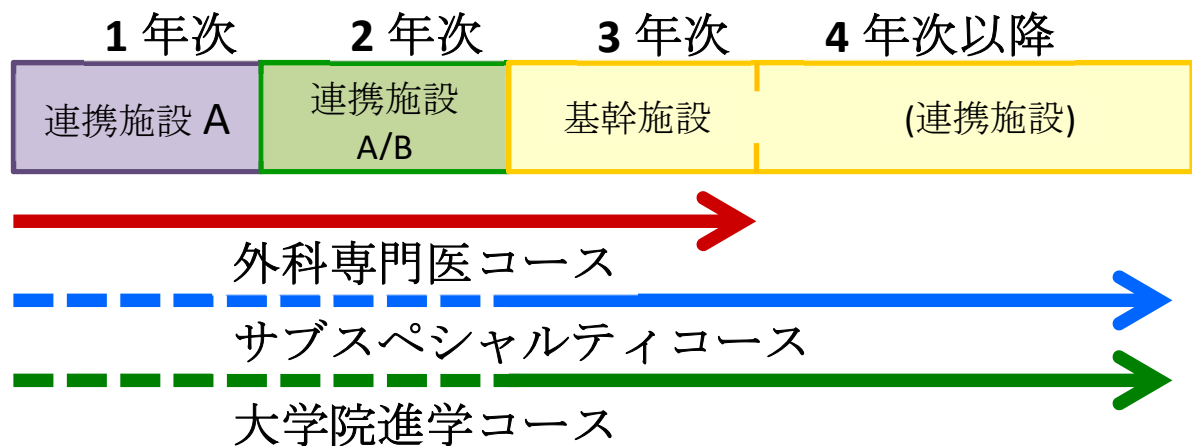 1 年次 2 年次 3 年次 4 年次以降
連携施設 A 連携施設 A/B 基幹施設 (連携施設)
外科専門医コース
サブスペシャルティコース
大学院進学コース